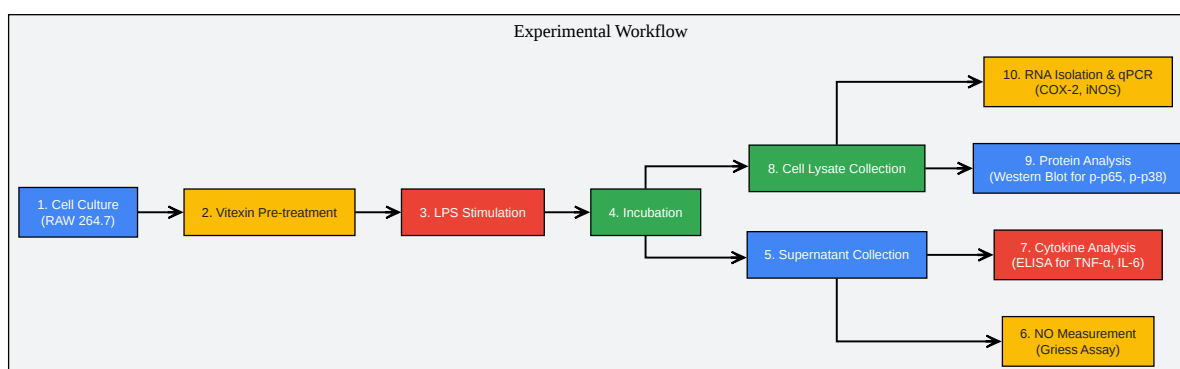 Experimental Workflow
10. RNA Isolation & qPCR
(COX-2, iNOS)
8. Cell Lysate Collection
9. Protein Analysis
(Western Blot for p-p65, p-p38)
1. Cell Culture
(RAW 264.7)
2. Vitexin Pre-treatment
3. LPS Stimulation
4. Incubation
5. Supernatant Collection
7. Cytokine Analysis
(ELISA for TNF-α, IL-6)
6. NO Measurement
(Griess Assay)